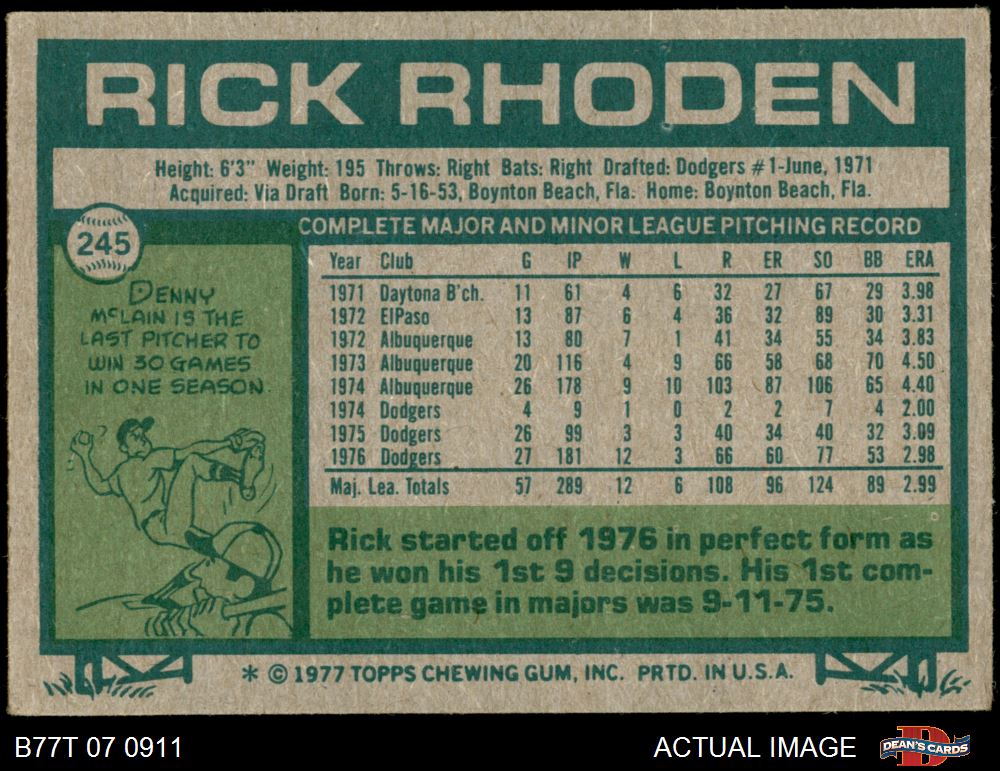 RICK RHODEN
Height: 6'3" Weight: 195 Throws: Right Bats: Right Drafted: Dodgers #1-June, 1971
Acquired: Via Draft Born: 5-16-53, Boynton Beach, Fla. Home: Boynton Beach, Fla.
245
DENNY
McLAIN IS THE
LAST PITCHER TO
WIN 30 GAMES
IN ONE SEASON.
COMPLETE MAJOR AND MINOR LEAGUE PITCHING RECORD
Year Club G IP W L R ER SO BB ERA
1971 Daytona B'ch. 11 61 4 6 32 27 67 29 3.98
1972 ElPaso 13 87 6 4 36 32 89 30 3.31
1972 Albuquerque 13 80 7 1 41 34 55 34 3.83
1973 Albuquerque 20 116 4 9 66 58 68 70 4.50
1974 Albuquerque 26 178 9 10 103 87 106 65 4.40
1974 Dodgers 4 9 1 0 2 2 7 4 2.00
1975 Dodgers 26 99 3 3 40 34 40 32 3.09
1976 Dodgers 27 181 12 3 66 60 77 53 2.98
Maj. Lea. Totals 57 289 12 6 108 96 124 89 2.99
Rick started off 1976 in perfect form as
he won his 1st 9 decisions. His 1st com-
plete game in majors was 9-11-75.
* © 1977 TOPPS CHEWING GUM, INC. PRTD. IN U.S.A.
B77T 07 0911
ACTUAL IMAGE
DEAN'S CARDS